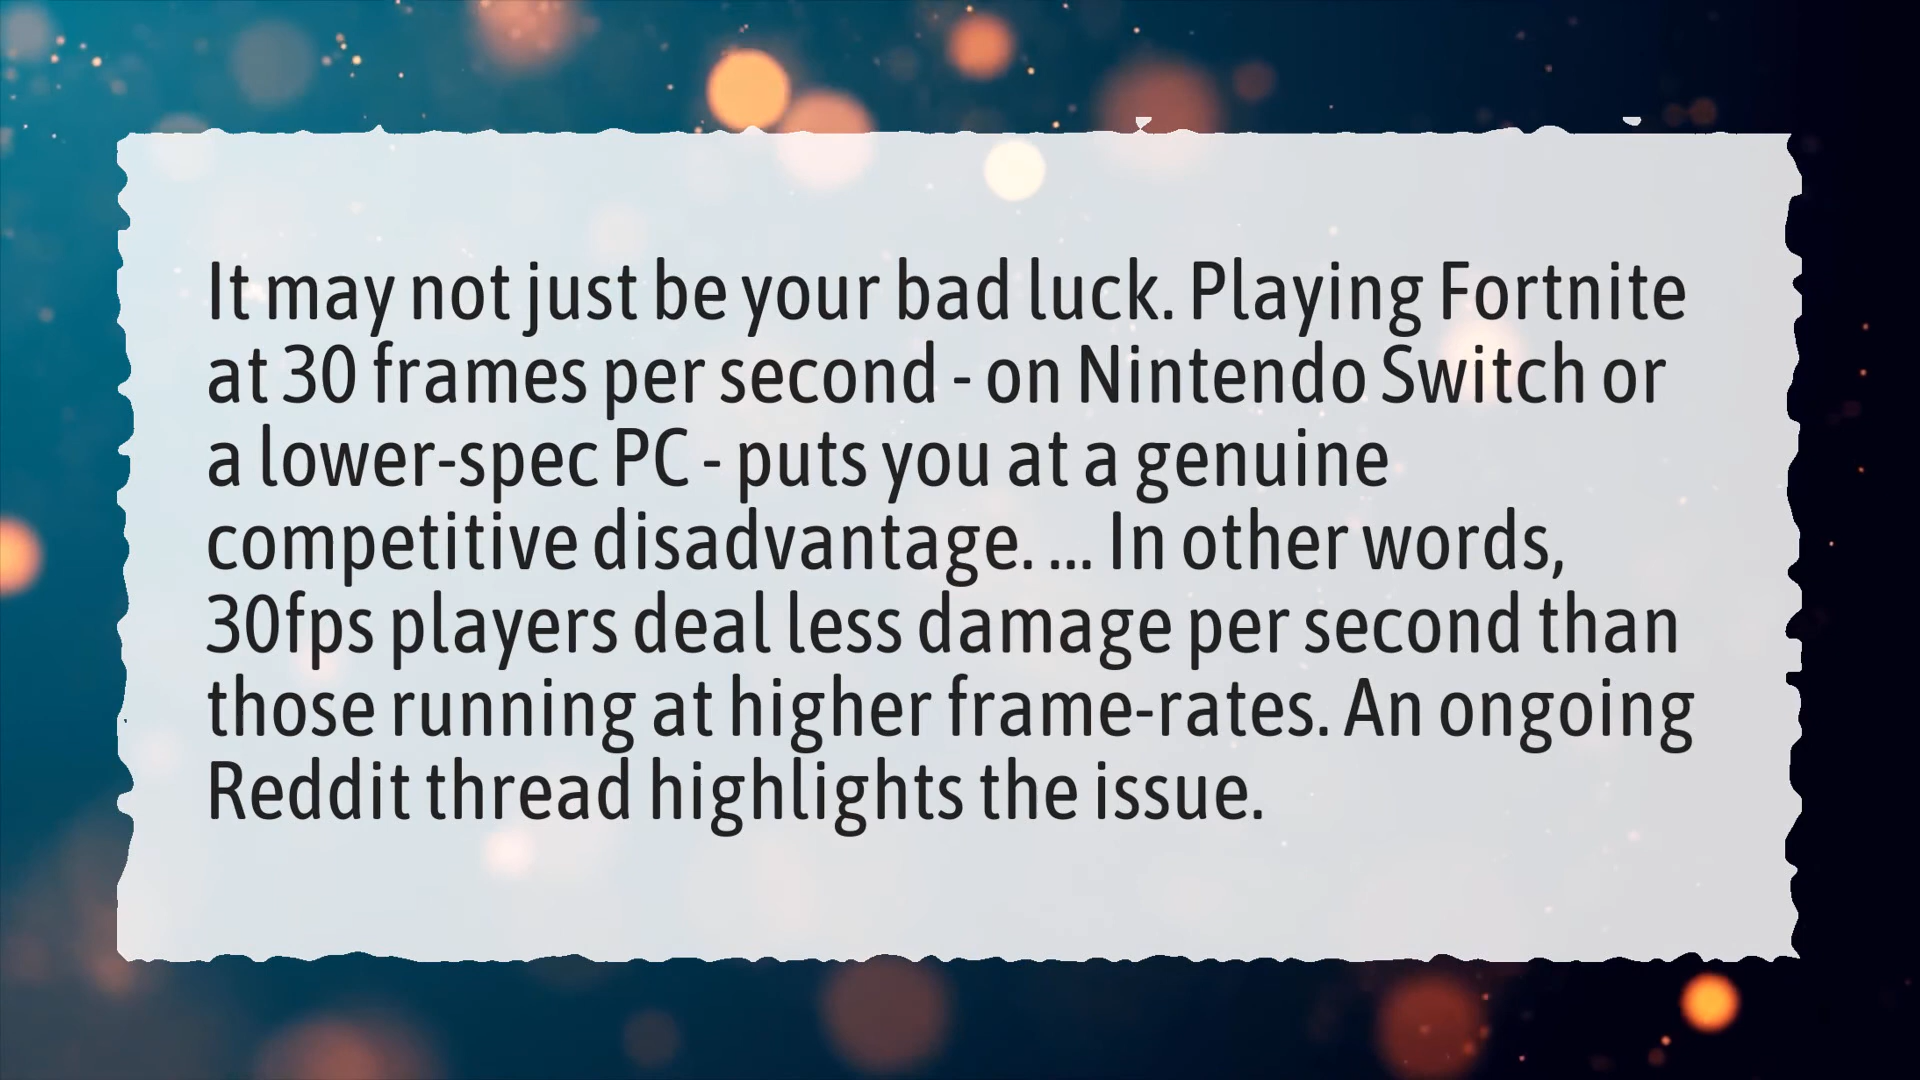 It may not just be your bad luck. Playing Fortnite
at 30 frames per second - on Nintendo Switch or
a lower-spec PC - puts you at a genuine
competitive disadvantage. ... In other words,
30fps players deal less damage per second than
those running at higher frame-rates. An ongoing
Reddit thread highlights the issue.